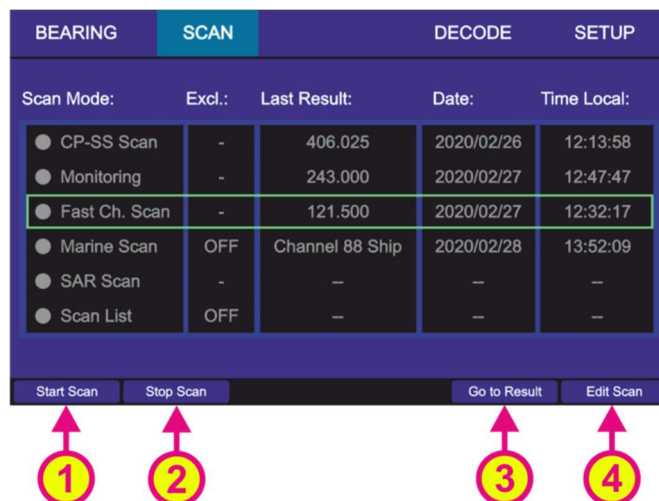 BEARING SCAN DECODE SETUP
Scan Mode: Excl.: Last Result: Date: Time Local:
CP-SS Scan - 406.025 2020/02/26 12:13:58
Monitoring - 243.000 2020/02/27 12:47:47
Fast Ch. Scan - 121.500 2020/02/27 12:32:17
Marine Scan OFF Channel 88 Ship 2020/02/28 13:52:09
SAR Scan - -- -- --
Scan List OFF -- -- --
Start Scan Stop Scan Go to Result Edit Scan
1 2 3 4